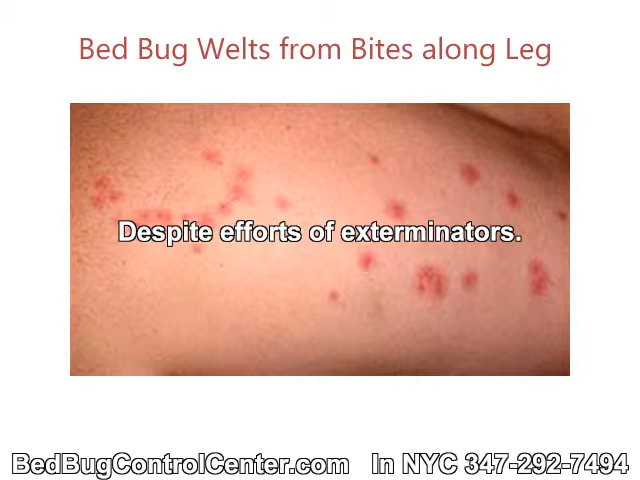 Bed Bug Welts from Bites along Leg
Despite efforts of exterminators.
BedBugControlCenter.com In NYC 347-292-7494